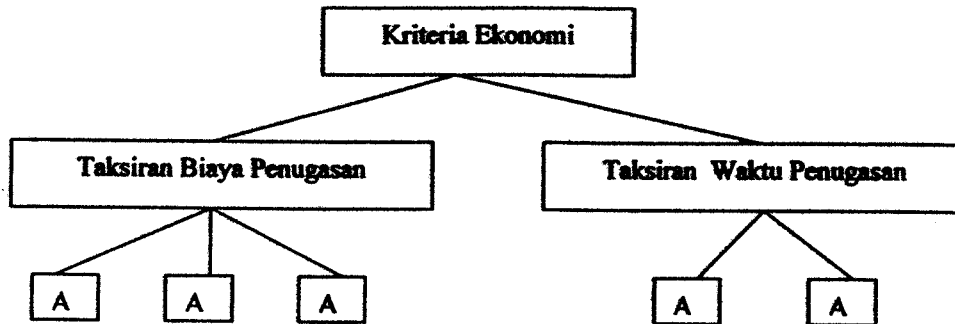 Kriteria Ekonomi
Taksiran Biaya Penugasan
Taksiran Waktu Penugasan
A
A
A
A
A